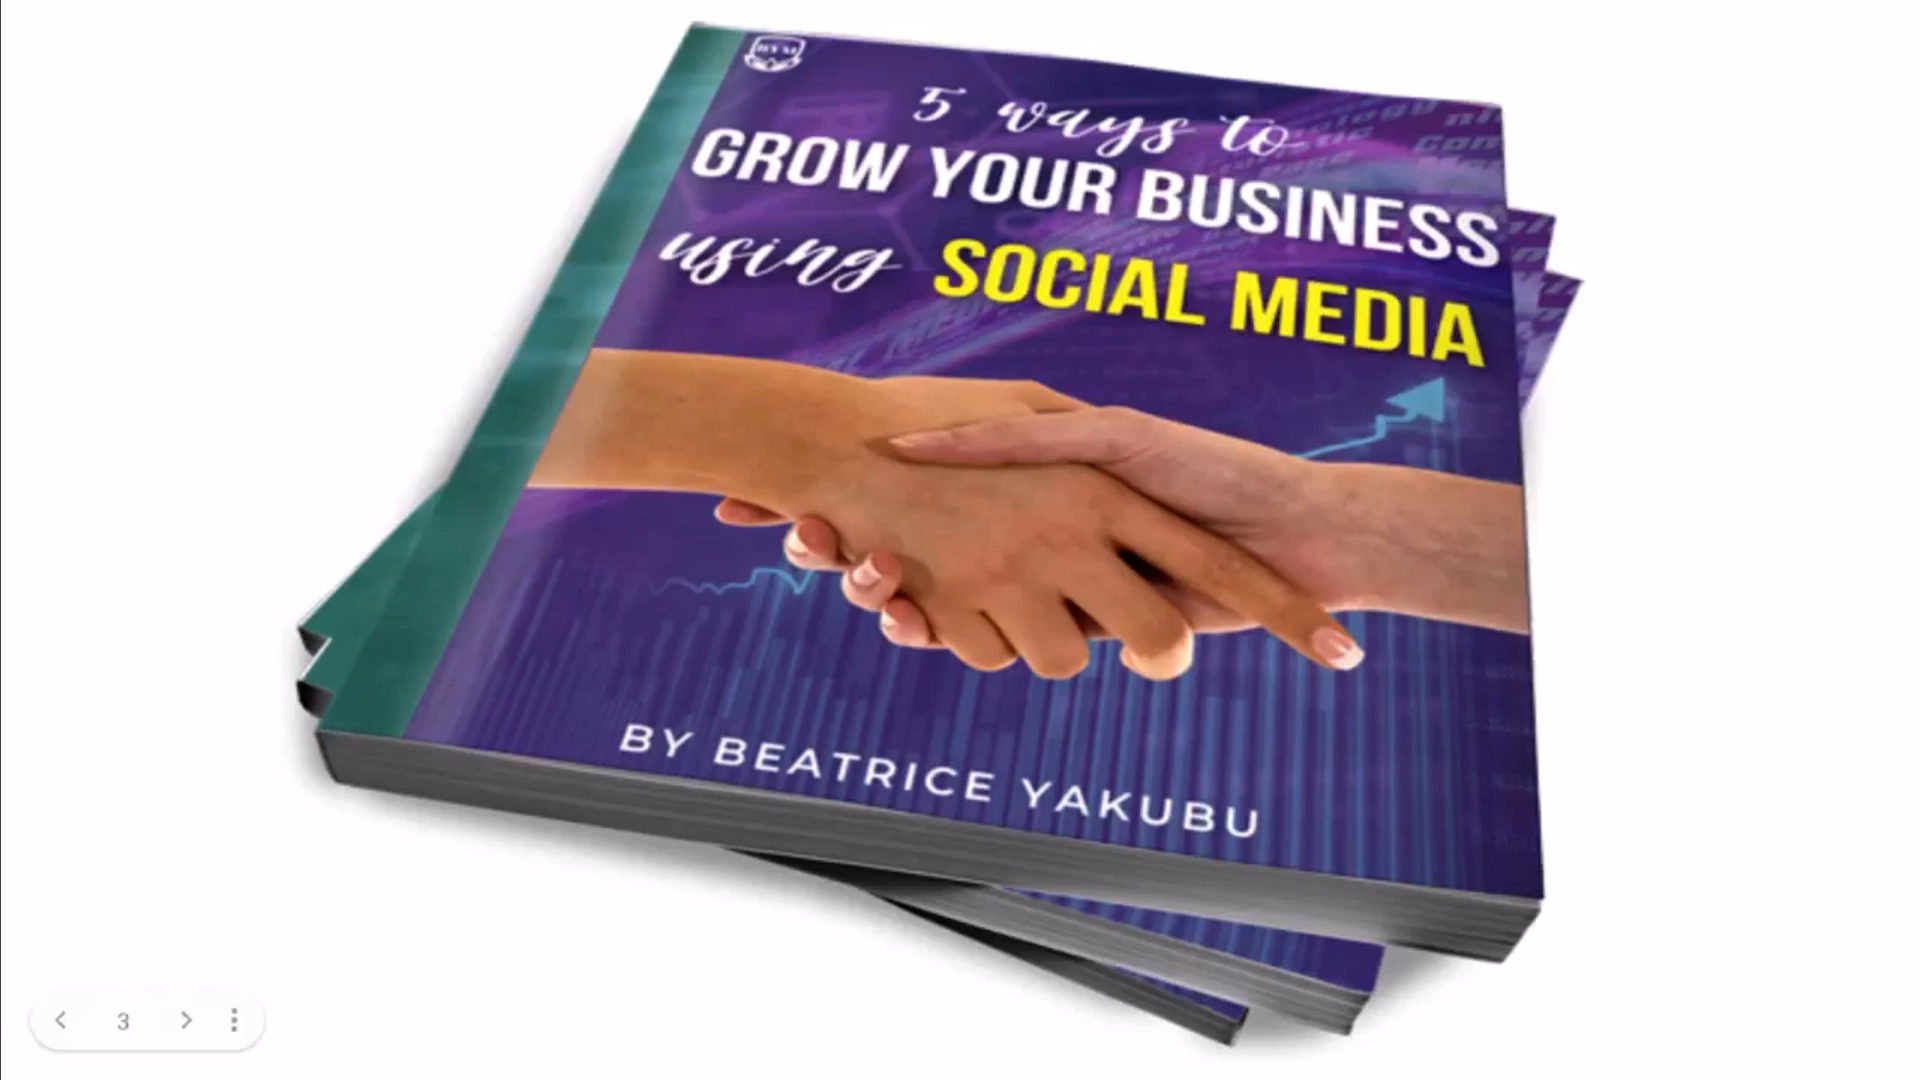 5 ways to
GROW YOUR BUSINESS
using SOCIAL MEDIA
BY BEATRICE YAKUBU
3